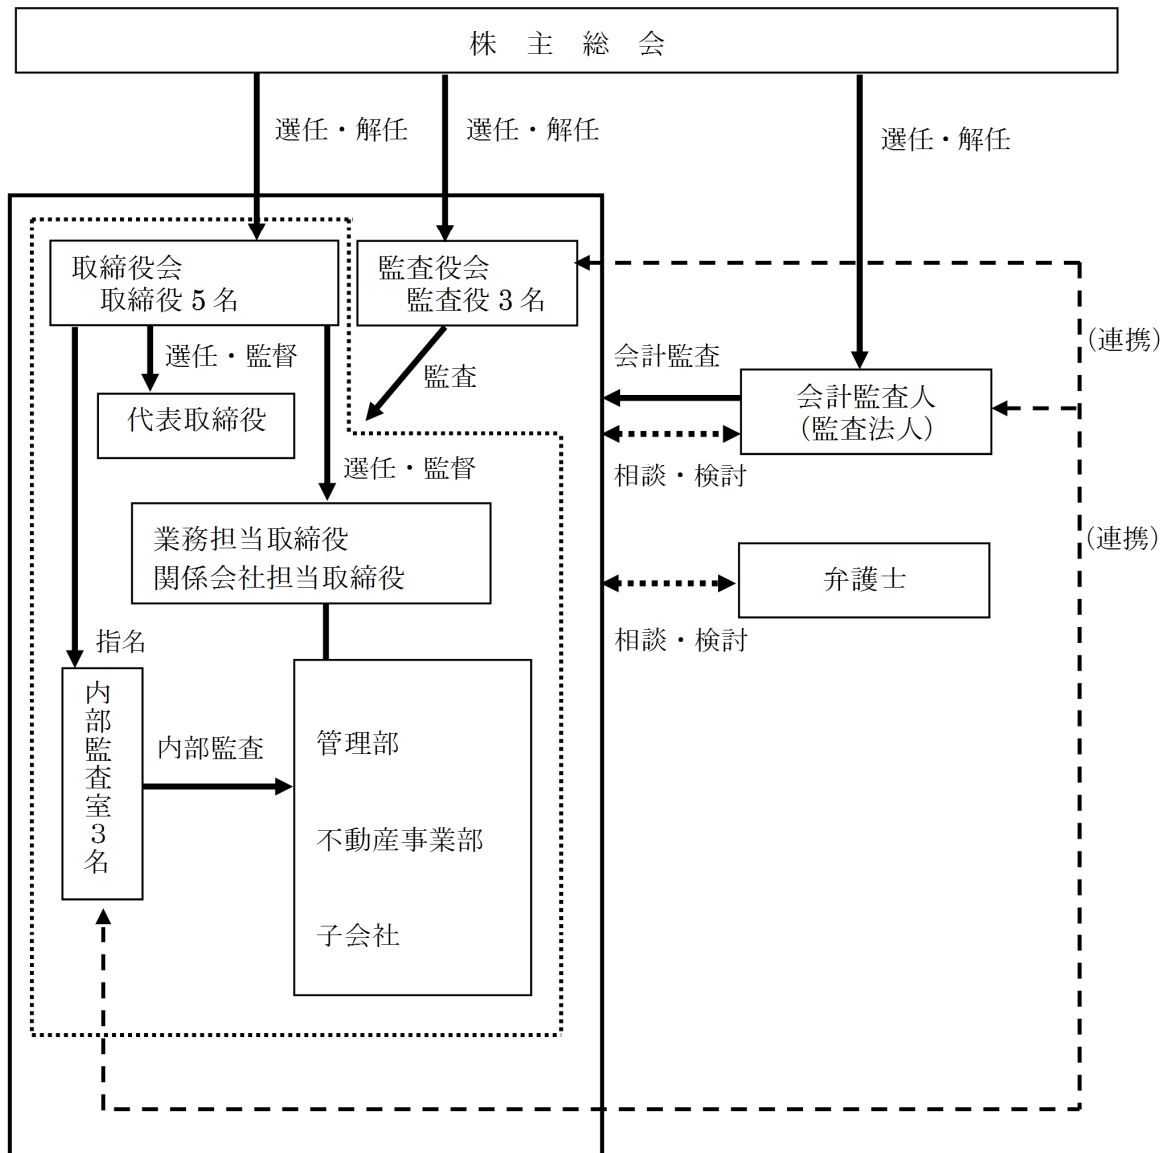 株　主　総　会
選任・解任
選任・解任
選任・解任
取締役会
取締役５名
監査役会
監査役３名
(連携)
選任・監督
監査
会計監査
会計監査人
(監査法人)
代表取締役
選任・監督
相談・検討
業務担当取締役
関係会社担当取締役
(連携)
弁護士
相談・検討
指名
内部監査室３名
内部監査
管理部
不動産事業部
子会社